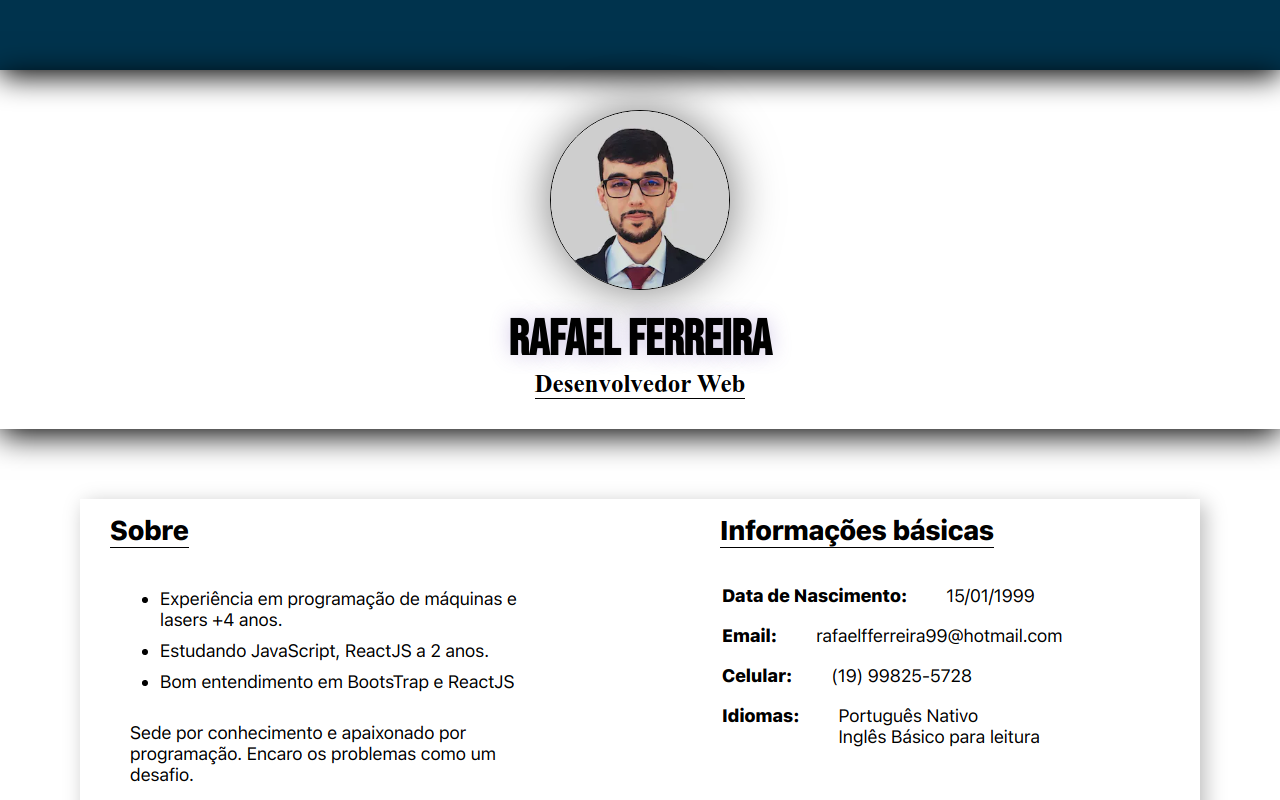 RAFAEL FERREIRA
Desenvolvedor Web
Sobre
Experiência em programação de máquinas e
lasers +4 anos.
Estudando JavaScript, ReactJS a 2 anos.
Bom entendimento em BootsTrap e ReactJS
Sede por conhecimento e apaixonado por
programação. Encaro os problemas como um
desafio.
Informações básicas
Data de Nascimento: 15/01/1999
Email: rafaelfferreira99@hotmail.com
Celular: (19) 99825-5728
Idiomas: Português Nativo
Inglês Básico para leitura